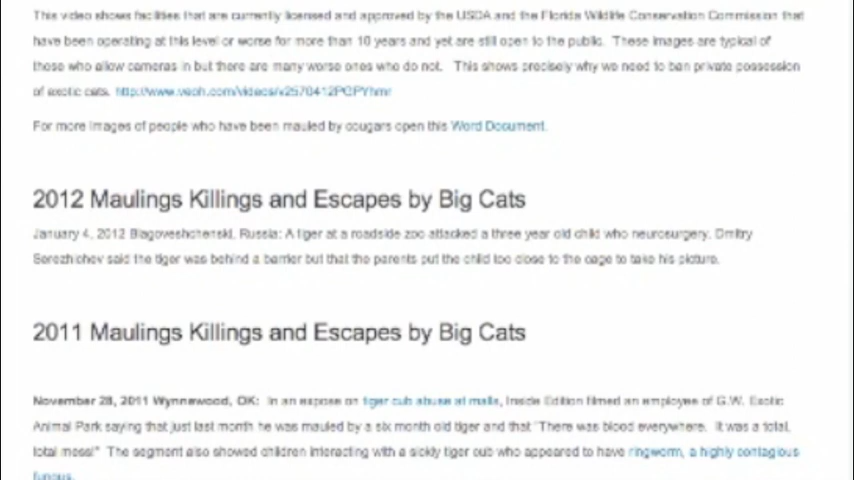 This video shows facilities that are currently licensed and approved by the USDA and the Florida Wildlife Conservation Commission that
have been operating at this level or worse for more than 10 years and yet are still open to the public. These images are typical of
those who allow cameras in but there are many worse ones who do not. This shows precisely why we need to ban private possession
of exotic cats.
For more images of people who have been mauled by cougars open this Word Document.
2012 Maulings Killings and Escapes by Big Cats
January 4, 2012 Blagoveshchenski, Russia: A tiger at a roadside zoo attacked a three year old child who neurosurgery. Dmitry
said the tiger was behind a barrier but that the parents put the child too close to the cage to take his picture.
2011 Maulings Killings and Escapes by Big Cats
November 28, 2011 Wynnewood, OK: In an expose on tiger cub abuse at malls, Inside Edition filmed an employee of G.W. Exotic
Animal Park saying that just last month he was mauled by a six month old tiger and that "There was blood everywhere. It was a total,
total mess!" The segment also showed children interacting with a sickly tiger cub who appeared to have ringworm, a highly contagious
fungus.